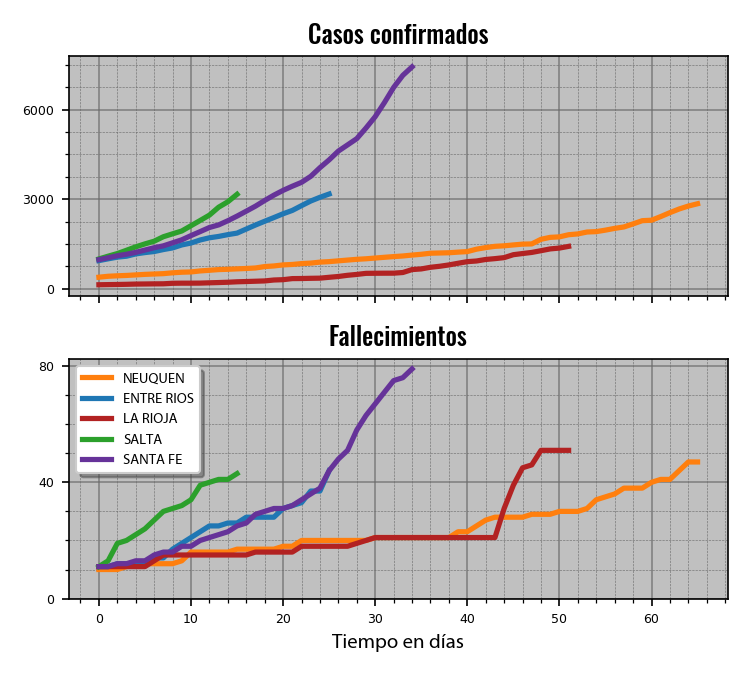 Casos confirmados
6000
3000
0
Fallecimientos
80
40
0
NEUQUEN
ENTRE RIOS
LA RIOJA
SALTA
SANTA FE
0 10 20 30 40 50 60
Tiempo en días